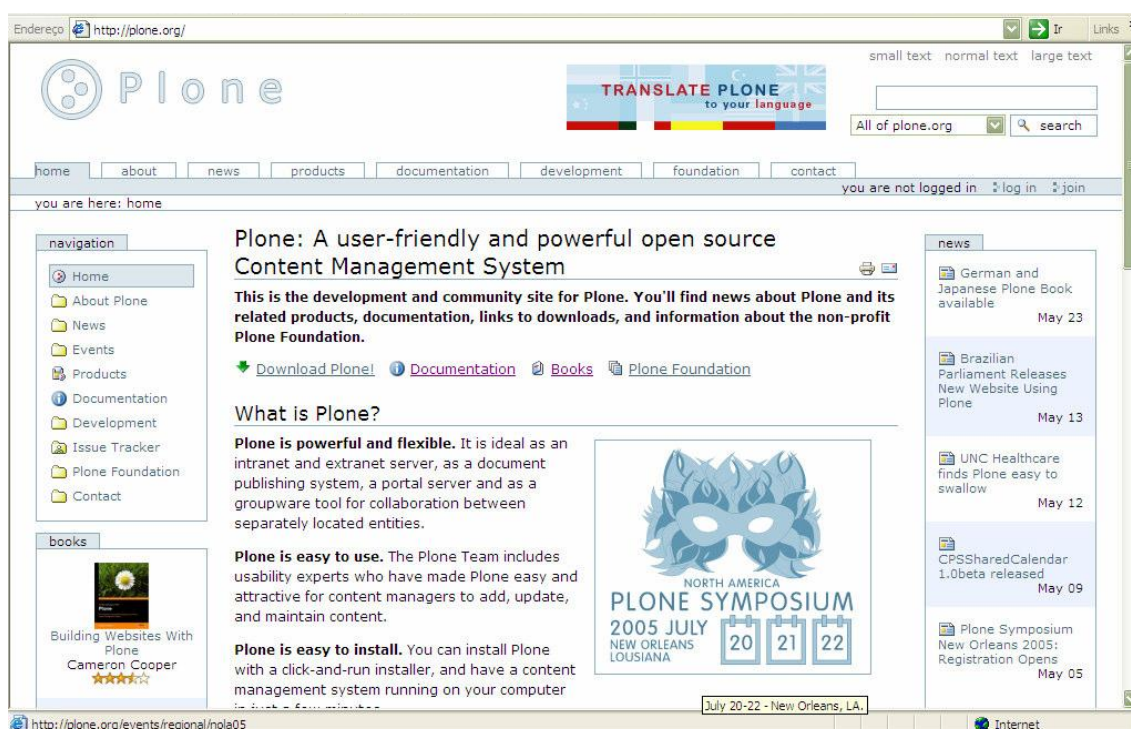 Endereço http://plone.org/ Ir Links
small text normal text large text
Plone
TRANSLATE PLONE
to your language
All of plone.org search
home about news products documentation development foundation contact
you are not logged in log in join
you are here: home
navigation
Home
About Plone
News
Events
Products
Documentation
Development
Issue Tracker
Plone Foundation
Contact
books
Building Websites With
Plone
Cameron Cooper
Plone: A user-friendly and powerful open source
Content Management System
This is the development and community site for Plone. You'll find news about Plone and its
related products, documentation, links to downloads, and information about the non-profit
Plone Foundation.
Download Plone! Documentation Books Plone Foundation
What is Plone?
Plone is powerful and flexible. It is ideal as an
intranet and extranet server, as a document
publishing system, a portal server and as a
groupware tool for collaboration between
separately located entities.
Plone is easy to use. The Plone Team includes
usability experts who have made Plone easy and
attractive for content managers to add, update,
and maintain content.
Plone is easy to install. You can install Plone
with a click-and-run installer, and have a content
management system running on your computer
in just a few minutes.
NORTH AMERICA
PLONE SYMPOSIUM
2005 JULY 20 21 22
NEW ORLEANS
LOUSIANA
July 20-22 - New Orleans, LA.
news
German and
Japanese Plone Book
available
May 23
Brazilian
Parliament Releases
New Website Using
Plone
May 13
UNC Healthcare
finds Plone easy to
swallow
May 12
CPSSharedCalendar
1.0beta released
May 09
Plone Symposium
New Orleans 2005:
Registration Opens
May 05
http://plone.org/events/regional/nola05 Internet